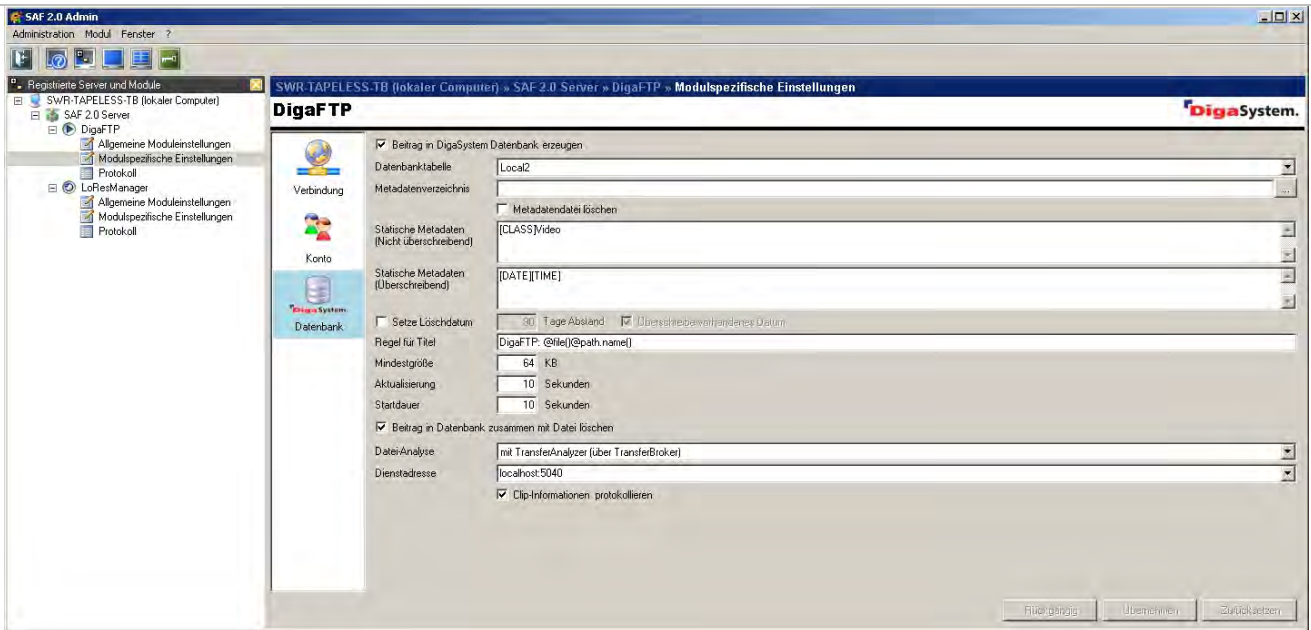 SAF 2.0 Admin
Administration Modul Fenster ?
Registrierte Server und Module
SWR-TAPELESS-TB (lokaler Computer)
SAF 2.0 Server
DigaFTP
Allgemeine Moduleinstellungen
Modulspezifische Einstellungen
Protokoll
LoResManager
Allgemeine Moduleinstellungen
Modulspezifische Einstellungen
Protokoll
SWR-TAPELESS-TB (lokaler Computer) » SAF 2.0 Server » DigaFTP » Modulspezifische Einstellungen
DigaFTP
DigaSystem.
Verbindung
Konto
DigaSystem
Datenbank
Beitrag in DigaSystem Datenbank erzeugen
Datenbanktabelle Local2
Metadatenverzeichnis ...
Metadatendatei löschen
Statische Metadaten [CLASS]Video
(Nicht überschreibend)
Statische Metadaten [DATE][TIME]
(Überschreibend)
Setze Löschdatum 90 Tage Abstand Überschreibe vorhandenes Datum
Regel für Titel DigaFTP: @file()@path.name()
Mindestgröße 64 KB
Aktualisierung 10 Sekunden
Startdauer 10 Sekunden
Beitrag in Datenbank zusammen mit Datei löschen
Datei-Analyse mit TransferAnalyzer (über TransferBroker)
Dienstadresse localhost:5040
Clip-Informationen protokollieren
Rückgängig Übernehmen Zurücksetzen